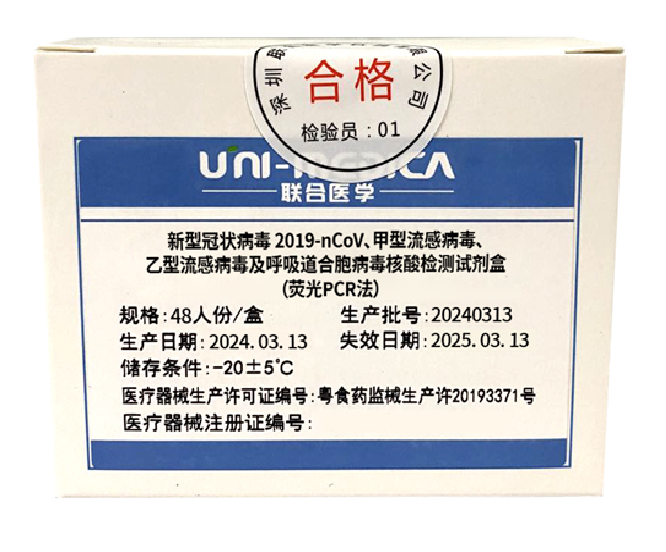 深圳
公司
合格
检验员：01
UNI-MEDICA
联合医学
新型冠状病毒 2019-nCoV、甲型流感病毒、
乙型流感病毒及呼吸道合胞病毒核酸检测试剂盒
(荧光PCR法)
规格:48人份/盒 生产批号:20240313
生产日期:2024.03.13 失效日期:2025.03.13
储存条件:-20±5℃
医疗器械生产许可证编号:粤食药监械生产许20193371号
医疗器械注册证编号: